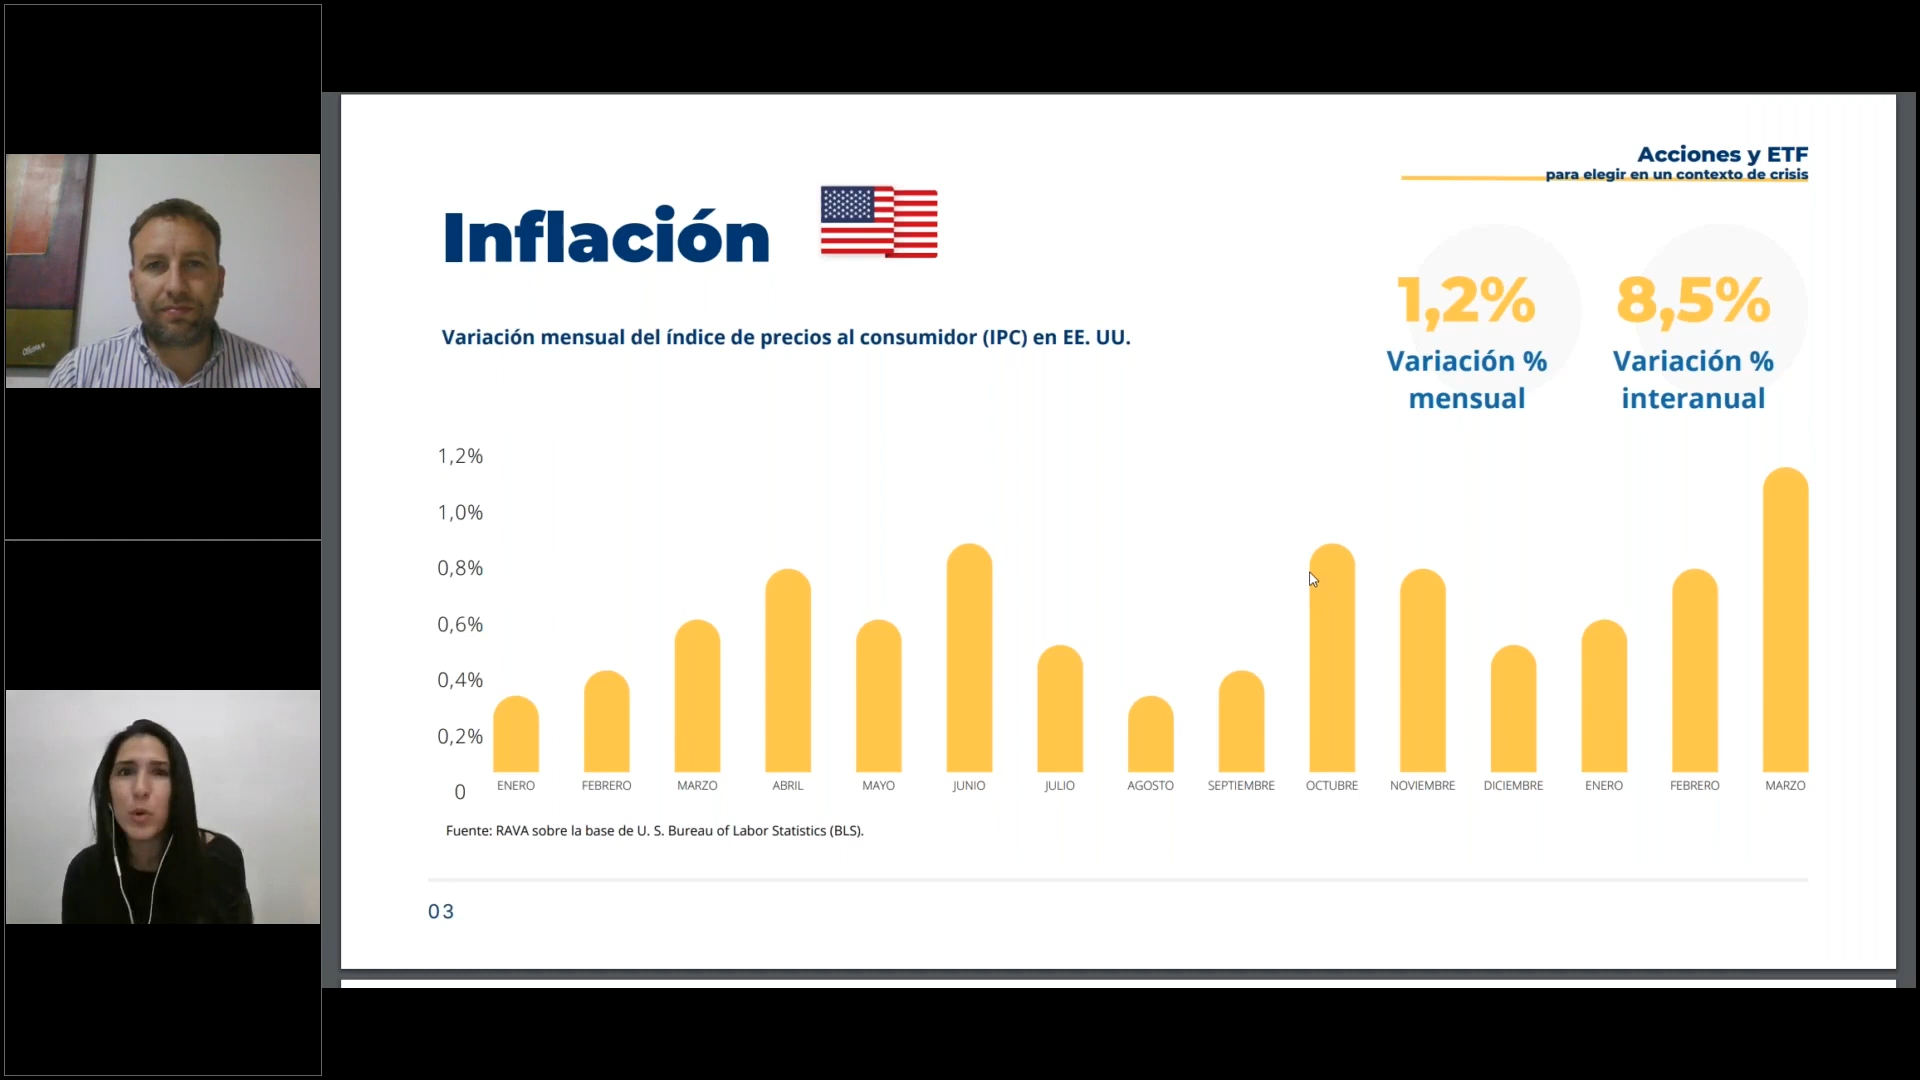 Acciones y ETF
para elegir en un contexto de crisis
Inflación
1,2%
Variación %
mensual
8,5%
Variación %
interanual
Variación mensual del índice de precios al consumidor (IPC) en EE. UU.
1,2%
1,0%
0,8%
0,6%
0,4%
0,2%
0
ENERO
FEBRERO
MARZO
ABRIL
MAYO
JUNIO
JULIO
AGOSTO
SEPTIEMBRE
OCTUBRE
NOVIEMBRE
DICIEMBRE
ENERO
FEBRERO
MARZO
Fuente: RAVA sobre la base de U. S. Bureau of Labor Statistics (BLS).
03